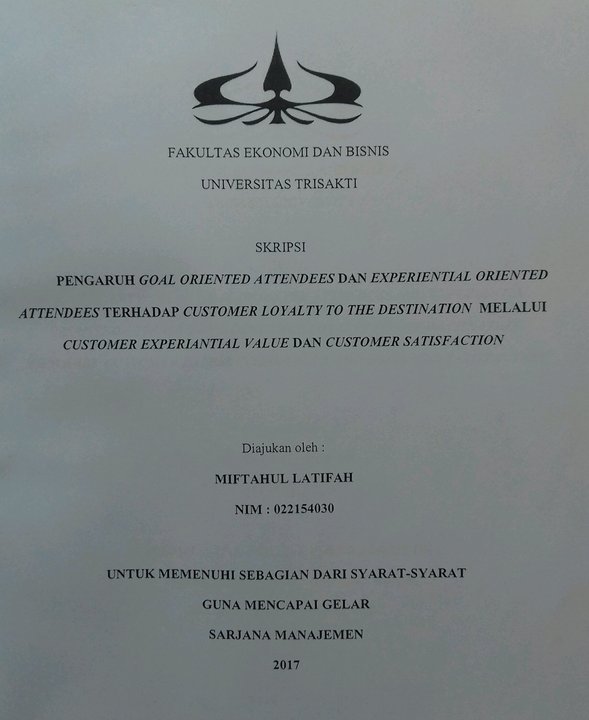 FAKULTAS EKONOMI DAN BISNIS
UNIVERSITAS TRISAKTI
SKRIPSI
PENGARUH GOAL ORIENTED ATTENDEES DAN EXPERIENTIAL ORIENTED
ATTENDEES TERHADAP CUSTOMER LOYALTY TO THE DESTINATION MELALUI
CUSTOMER EXPERIANTIAL VALUE DAN CUSTOMER SATISFACTION
Diajukan oleh :
MIFTAHUL LATIFAH
NIM : 022154030
UNTUK MEMENUHI SEBAGIAN DARI SYARAT-SYARAT
GUNA MENCAPAI GELAR
SARJANA MANAJEMEN
2017